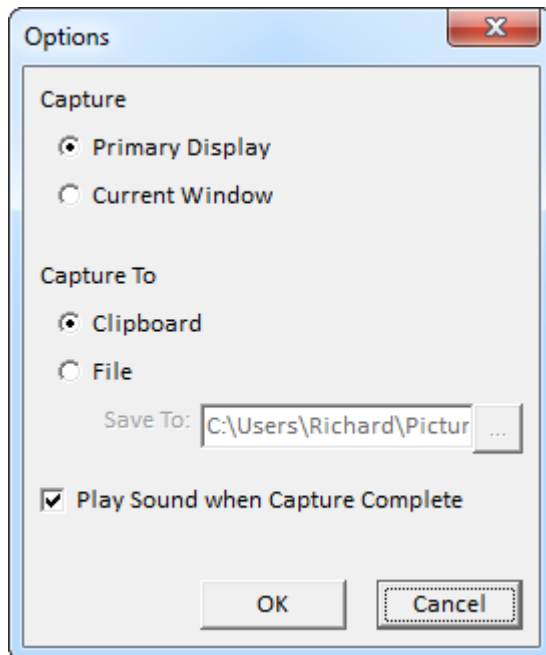 Options
Capture
Primary Display
Current Window
Capture To
Clipboard
File
Save To: C:\Users\Richard\Pictur ...
Play Sound when Capture Complete
OK Cancel